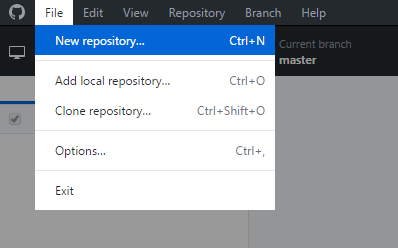 File Edit View Repository Branch Help
New repository... Ctrl+N
Current branch
master
Add local repository... Ctrl+O
Clone repository... Ctrl+Shift+O
Options... Ctrl+,
Exit